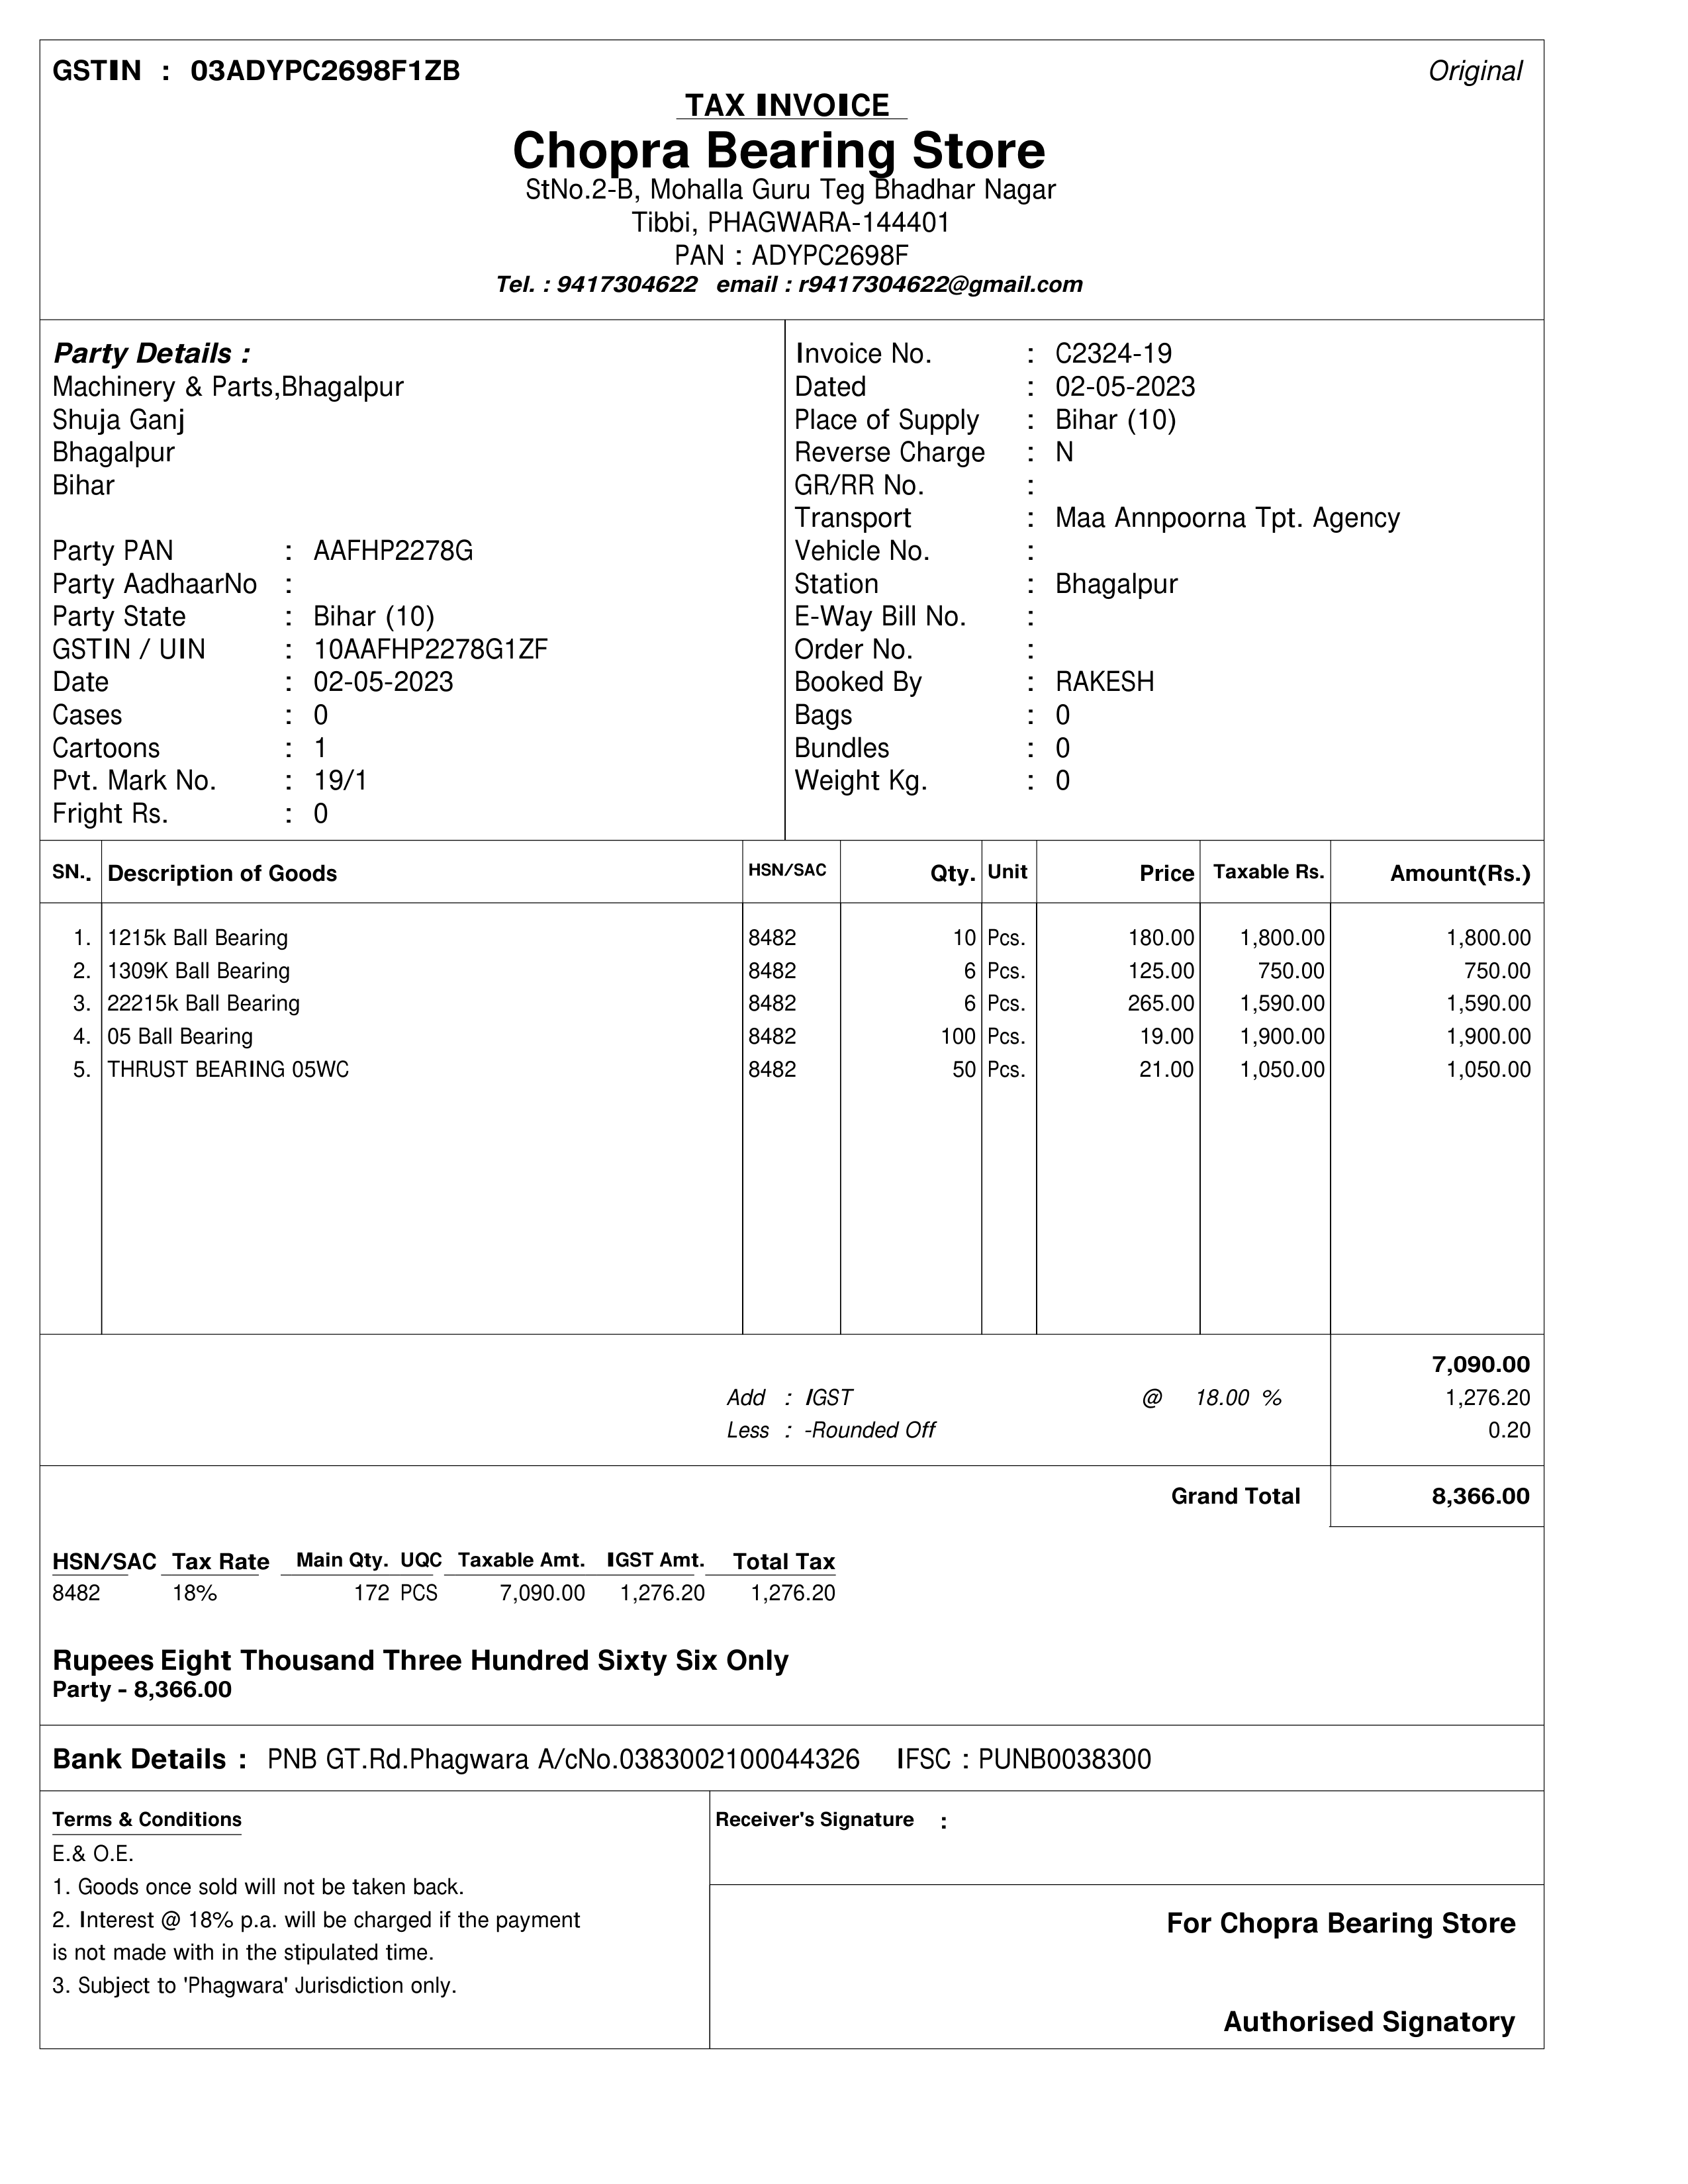 GSTIN : 03ADYPC2698F1ZB
Original
TAX INVOICE
Chopra Bearing Store
StNo.2-B, Mohalla Guru Teg Bhadhar Nagar
Tibbi, PHAGWARA-144401
PAN : ADYPC2698F
Tel. : 9417304622 email : r9417304622@gmail.com
Party Details :
Machinery & Parts,Bhagalpur
Shuja Ganj
Bhagalpur
Bihar
Party PAN : AAFHP2278G
Party AadhaarNo :
Party State : Bihar (10)
GSTIN / UIN : 10AAFHP2278G1ZF
Date : 02-05-2023
Cases : 0
Cartoons : 1
Pvt. Mark No. : 19/1
Fright Rs. : 0
Invoice No. : C2324-19
Dated : 02-05-2023
Place of Supply : Bihar (10)
Reverse Charge : N
GR/RR No. :
Transport : Maa Annpoorna Tpt. Agency
Vehicle No. :
Station : Bhagalpur
E-Way Bill No. :
Order No. :
Booked By : RAKESH
Bags : 0
Bundles : 0
Weight Kg. : 0
SN.. Description of Goods HSN/SAC Qty. Unit Price Taxable Rs. Amount(Rs.)
1. 1215k Ball Bearing 8482 10 Pcs. 180.00 1,800.00 1,800.00
2. 1309K Ball Bearing 8482 6 Pcs. 125.00 750.00 750.00
3. 22215k Ball Bearing 8482 6 Pcs. 265.00 1,590.00 1,590.00
4. 05 Ball Bearing 8482 100 Pcs. 19.00 1,900.00 1,900.00
5. THRUST BEARING 05WC 8482 50 Pcs. 21.00 1,050.00 1,050.00
7,090.00
Add : IGST @ 18.00 % 1,276.20
Less : -Rounded Off 0.20
Grand Total 8,366.00
HSN/SAC Tax Rate Main Qty. UQC Taxable Amt. IGST Amt. Total Tax
8482 18% 172 PCS 7,090.00 1,276.20 1,276.20
Rupees Eight Thousand Three Hundred Sixty Six Only
Party - 8,366.00
Bank Details : PNB GT.Rd.Phagwara A/cNo.0383002100044326 IFSC : PUNB0038300
Terms & Conditions
E.& O.E.
1. Goods once sold will not be taken back.
2. Interest @ 18% p.a. will be charged if the payment
is not made with in the stipulated time.
3. Subject to 'Phagwara' Jurisdiction only.
Receiver's Signature :
For Chopra Bearing Store
Authorised Signatory